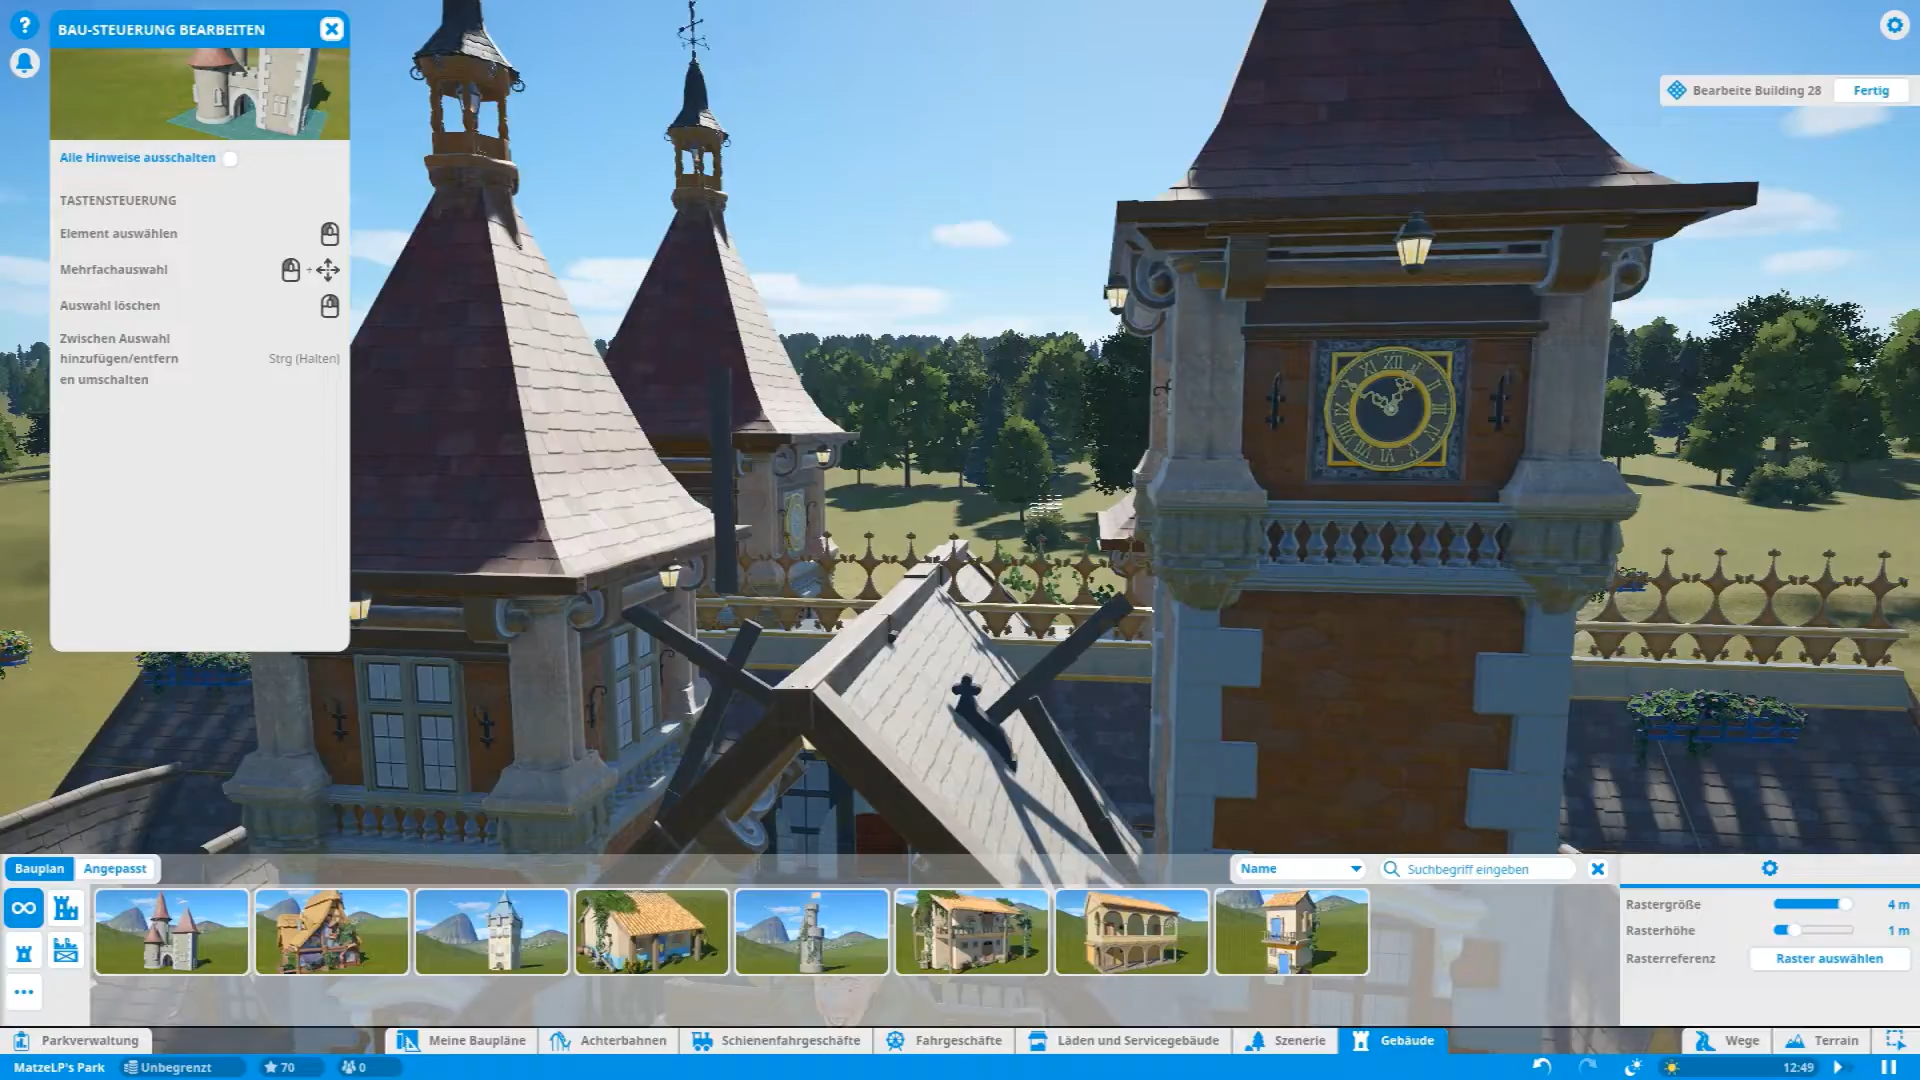 BAU-STEUERUNG BEARBEITEN
Alle Hinweise ausschalten
TASTENSTEUERUNG
Element auswählen
Mehrfachauswahl
+
Auswahl löschen
Zwischen Auswahl
hinzufügen/entfern
en umschalten
Strg (Halten)
Bearbeite Building 28
Fertig
Bauplan
Angepasst
Name
Suchbegriff eingeben
Rastergröße
4 m
Rasterhöhe
1 m
Rasterreferenz
Raster auswählen
Parkverwaltung
Meine Baupläne
Achterbahnen
Schienenfahrgeschäfte
Fahrgeschäfte
Läden und Servicegebäude
Szenerie
Gebäude
Wege
Terrain
MatzeLP's Park
Unbegrenzt
70
0
12:49